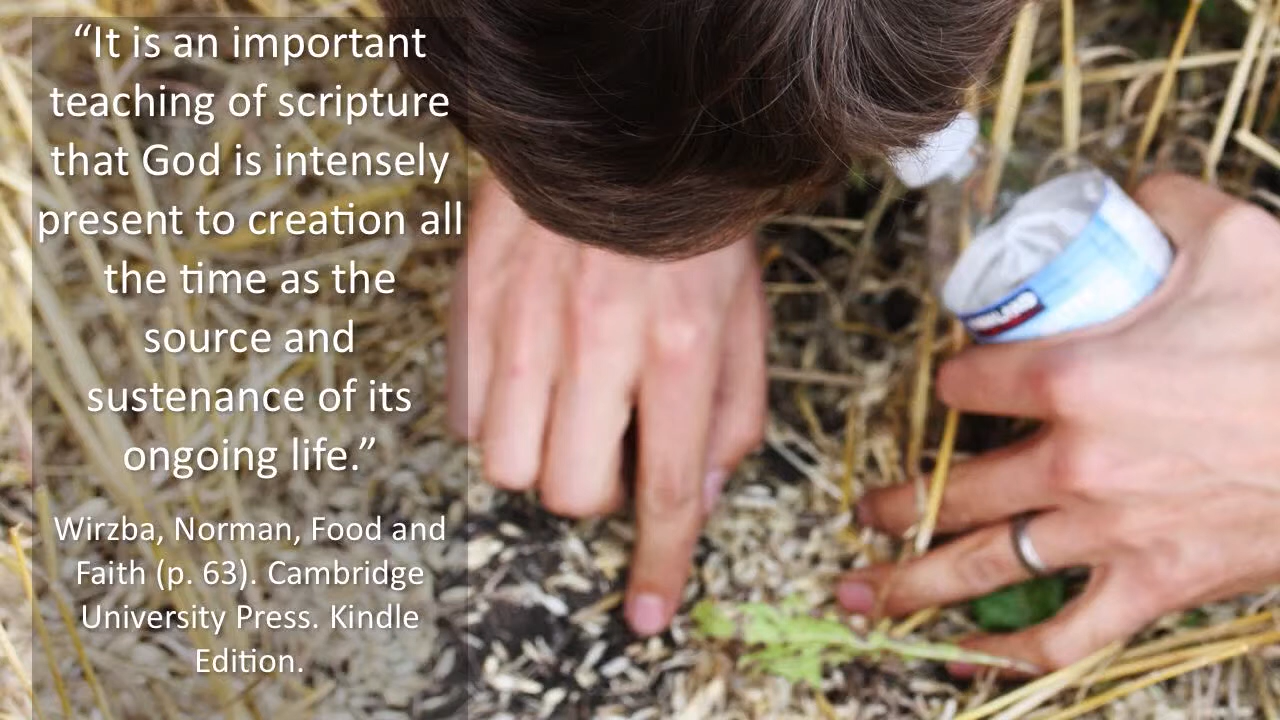 “It is an important
teaching of scripture
that God is intensely
present to creation all
the time as the
source and
sustenance of its
ongoing life.”
Wirzba, Norman, Food and
Faith (p. 63). Cambridge
University Press. Kindle
Edition.